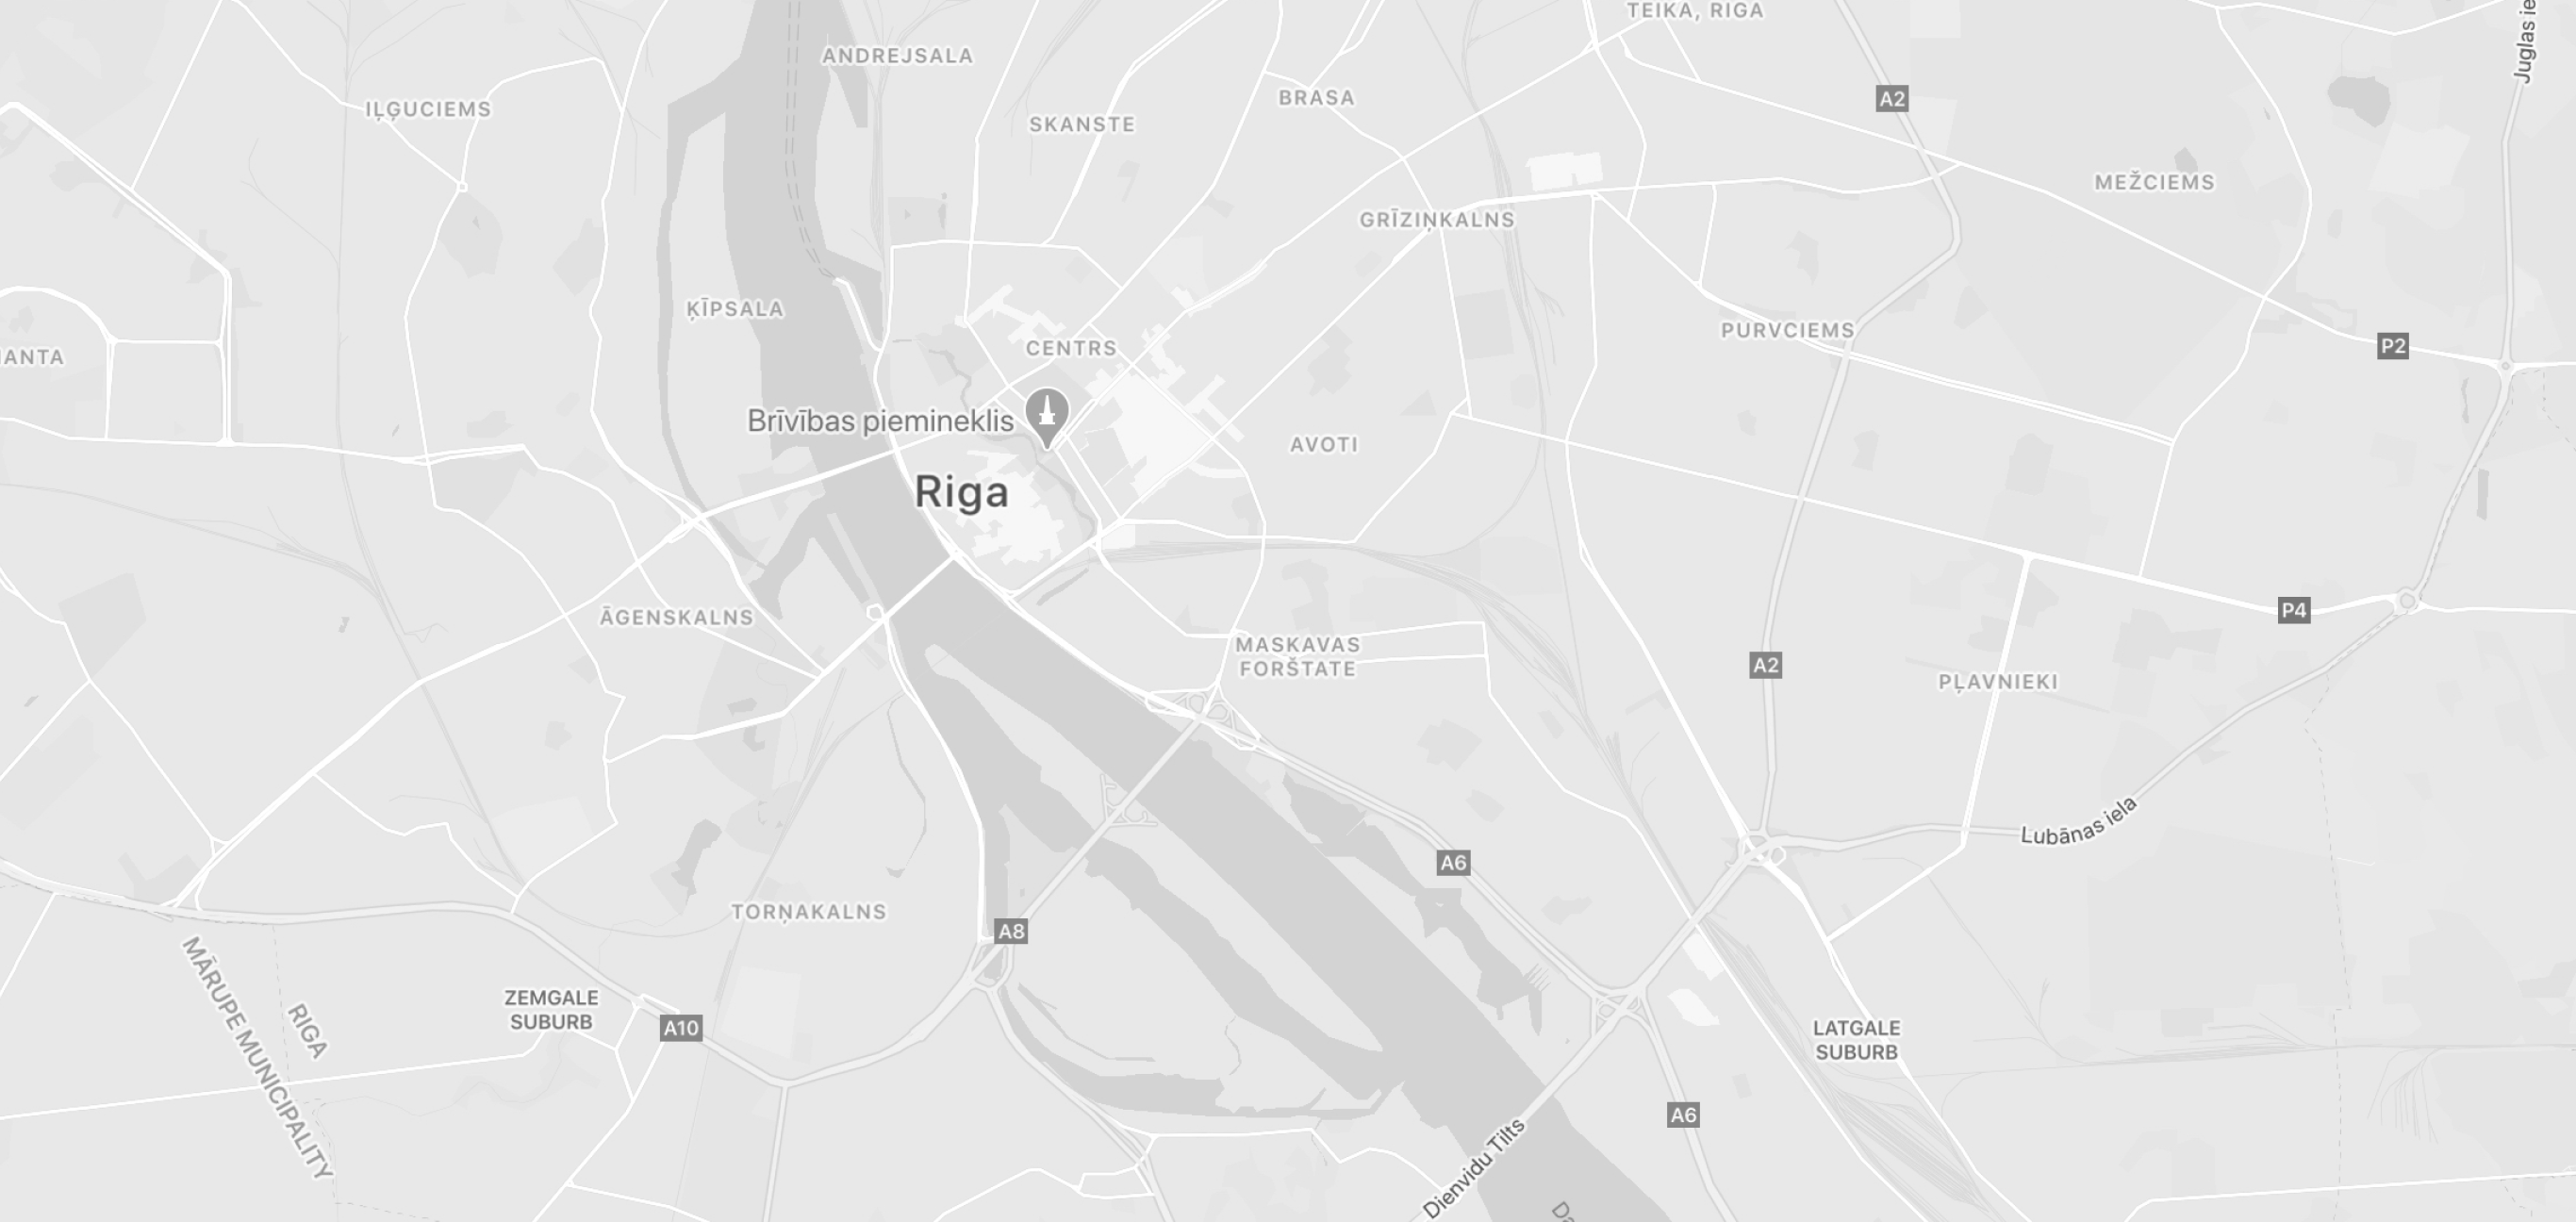 TEIKA, RIGA
Juglas ie
ANDREJSALA
IĻĢUCIEMS
SKANSTE
BRASA
A2
MEŽCIEMS
GRĪZIŅKALNS
ĶĪPSALA
PURVCIEMS
CENTRS
P2
IANTA
Brīvības piemineklis
AVOTI
Riga
P4
ĀGENSKALNS
MASKAVAS
FORŠTATE
A2
PĻAVNIEKI
Lubānas iela
A6
TORŅAKALNS
A8
ZEMGALE
SUBURB
A10
RIGA
MĀRUPE MUNICIPALITY
LATGALE
SUBURB
A6
Dienvidu Tilts